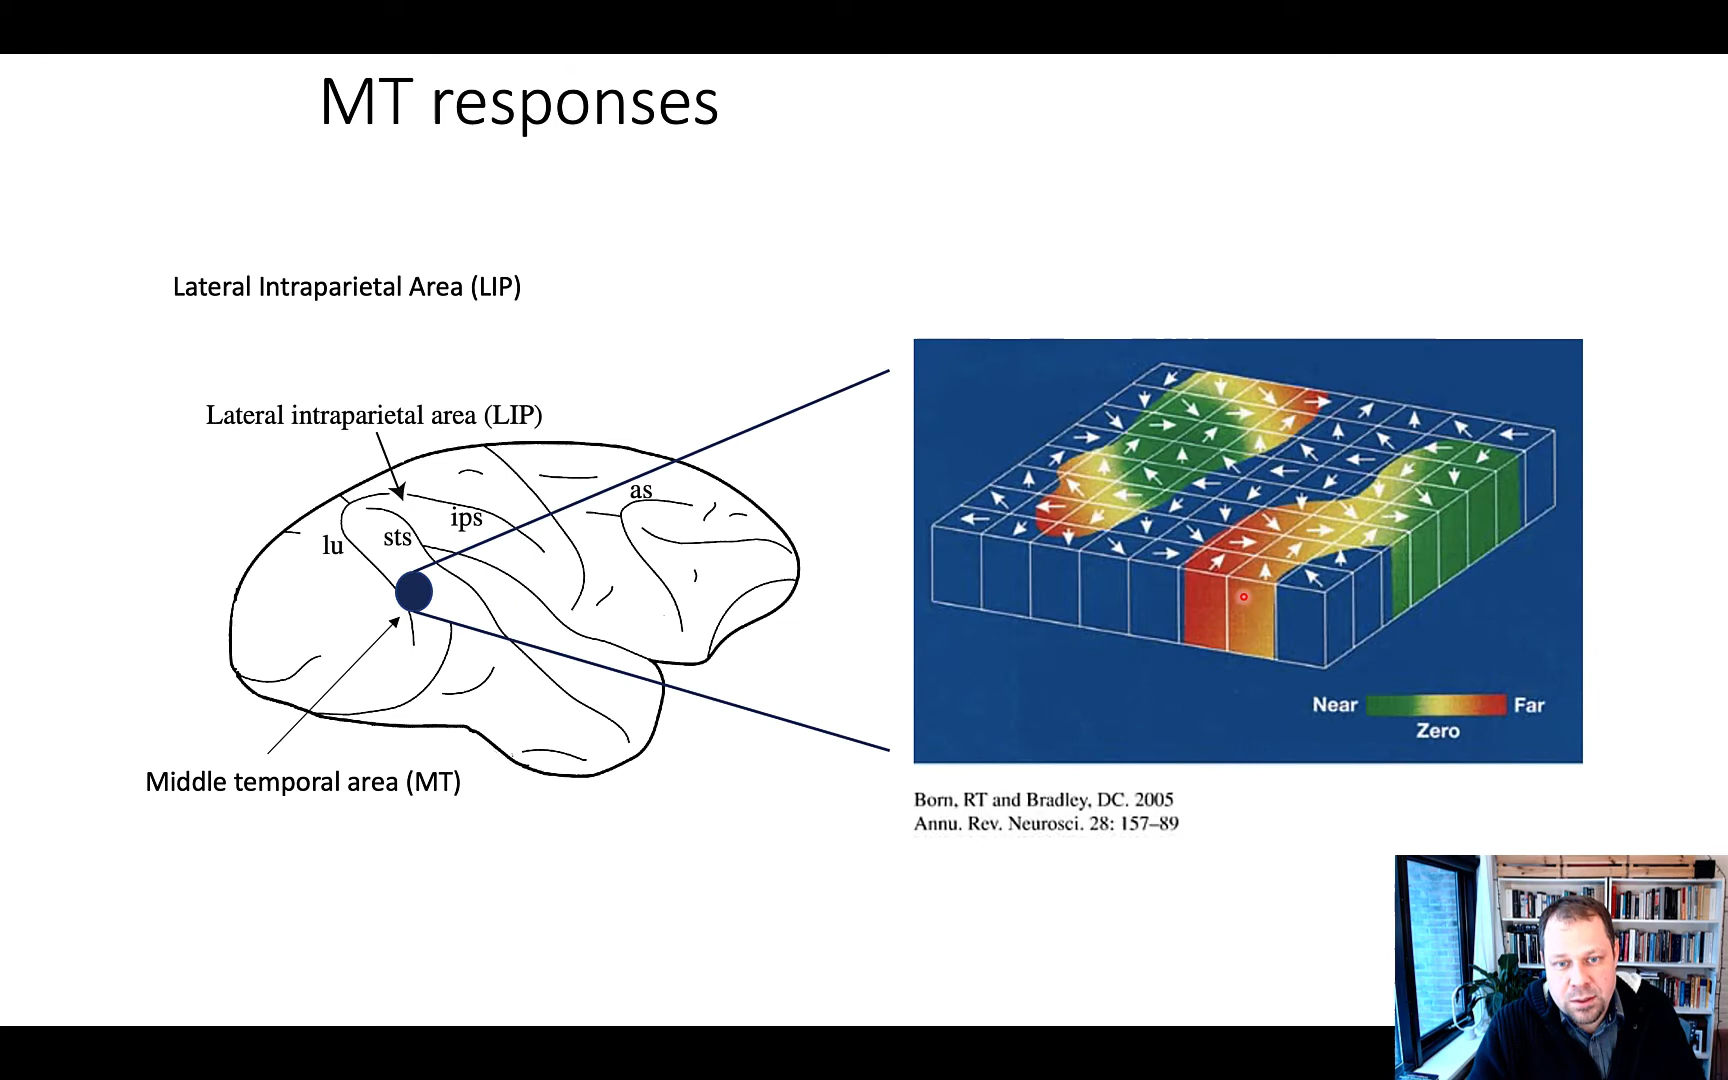 MT responses
Lateral Intraparietal Area (LIP)
Lateral intraparietal area (LIP)
as
ips
sts
lu
Middle temporal area (MT)
Near
Far
Zero
Born, RT and Bradley, DC. 2005
Annu. Rev. Neurosci. 28: 157–89